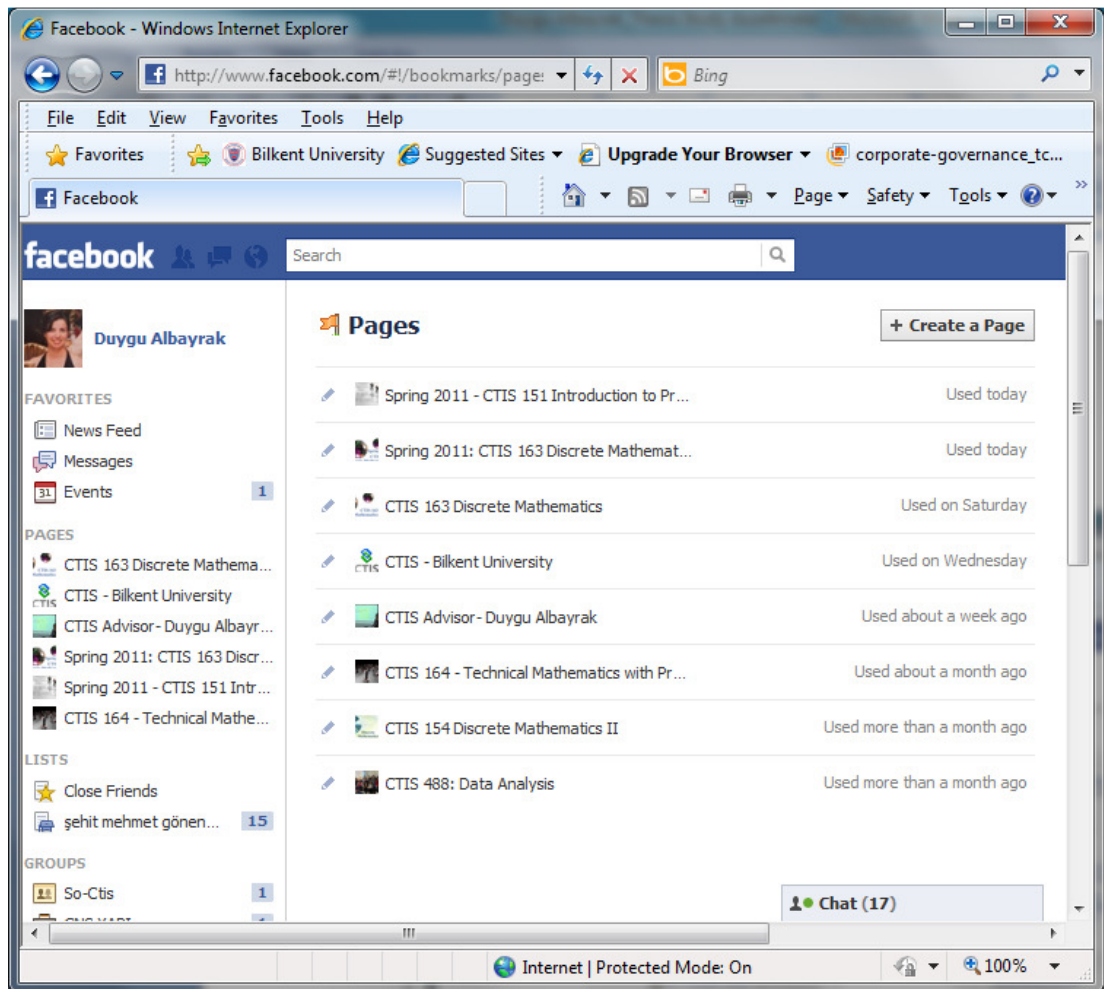 Facebook - Windows Internet Explorer
http://www.facebook.com/#!/bookmarks/page:
Bing
File Edit View Favorites Tools Help
Favorites Bilkent University Suggested Sites Upgrade Your Browser corporate-governance_tc...
Facebook
Page Safety Tools
facebook
Search
Duygu Albayrak
FAVORITES
News Feed
Messages
31 Events 1
PAGES
CTIS 163 Discrete Mathema...
CTIS - Bilkent University
CTIS Advisor- Duygu Albayr...
Spring 2011: CTIS 163 Discr...
Spring 2011 - CTIS 151 Intr...
CTIS 164 - Technical Mathe...
LISTS
Close Friends
şehit mehmet gönen... 15
GROUPS
So-Ctis 1
Pages
+ Create a Page
Spring 2011 - CTIS 151 Introduction to Pr... Used today
Spring 2011: CTIS 163 Discrete Mathemat... Used today
CTIS 163 Discrete Mathematics Used on Saturday
CTIS - Bilkent University Used on Wednesday
CTIS Advisor- Duygu Albayrak Used about a week ago
CTIS 164 - Technical Mathematics with Pr... Used about a month ago
CTIS 154 Discrete Mathematics II Used more than a month ago
CTIS 488: Data Analysis Used more than a month ago
Chat (17)
Internet | Protected Mode: On
100%